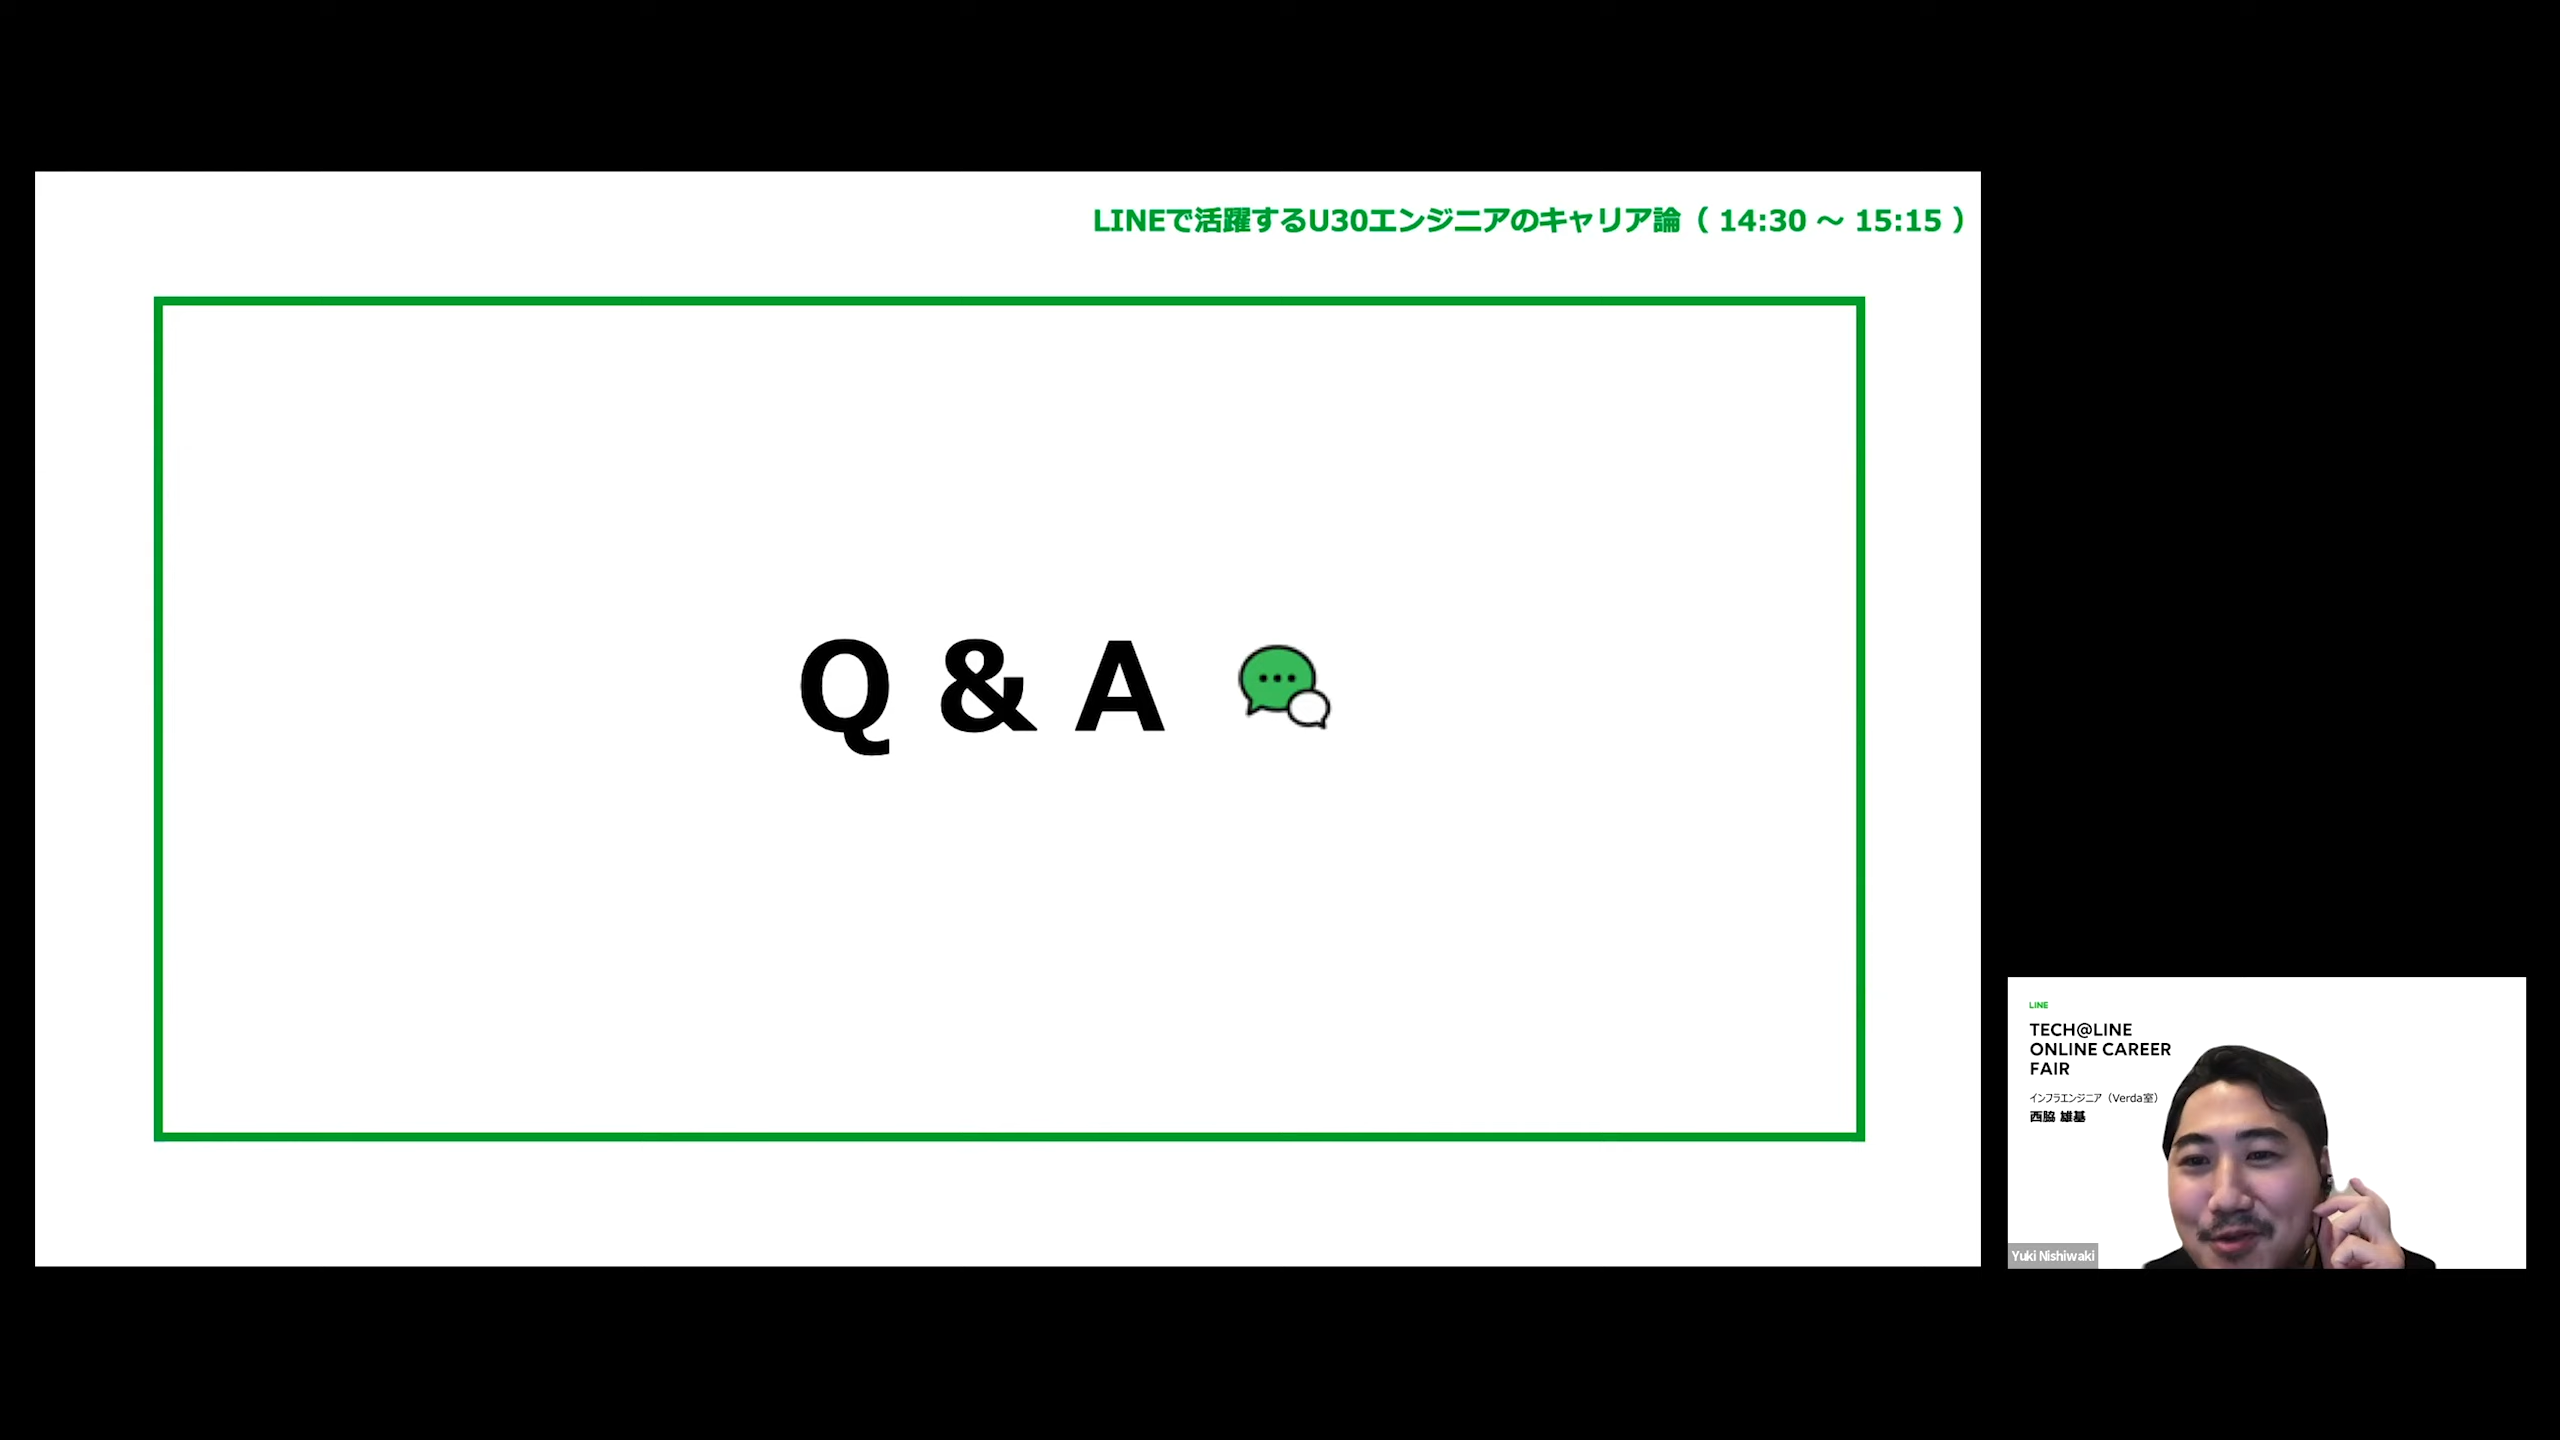 LINEで活躍するU30エンジニアのキャリア論（ 14:30 ～ 15:15 ）
Q & A
LINE
TECH@LINE
ONLINE CAREER
FAIR
インフラエンジニア（Verda室）
西脇 雄基
Yuki Nishiwaki